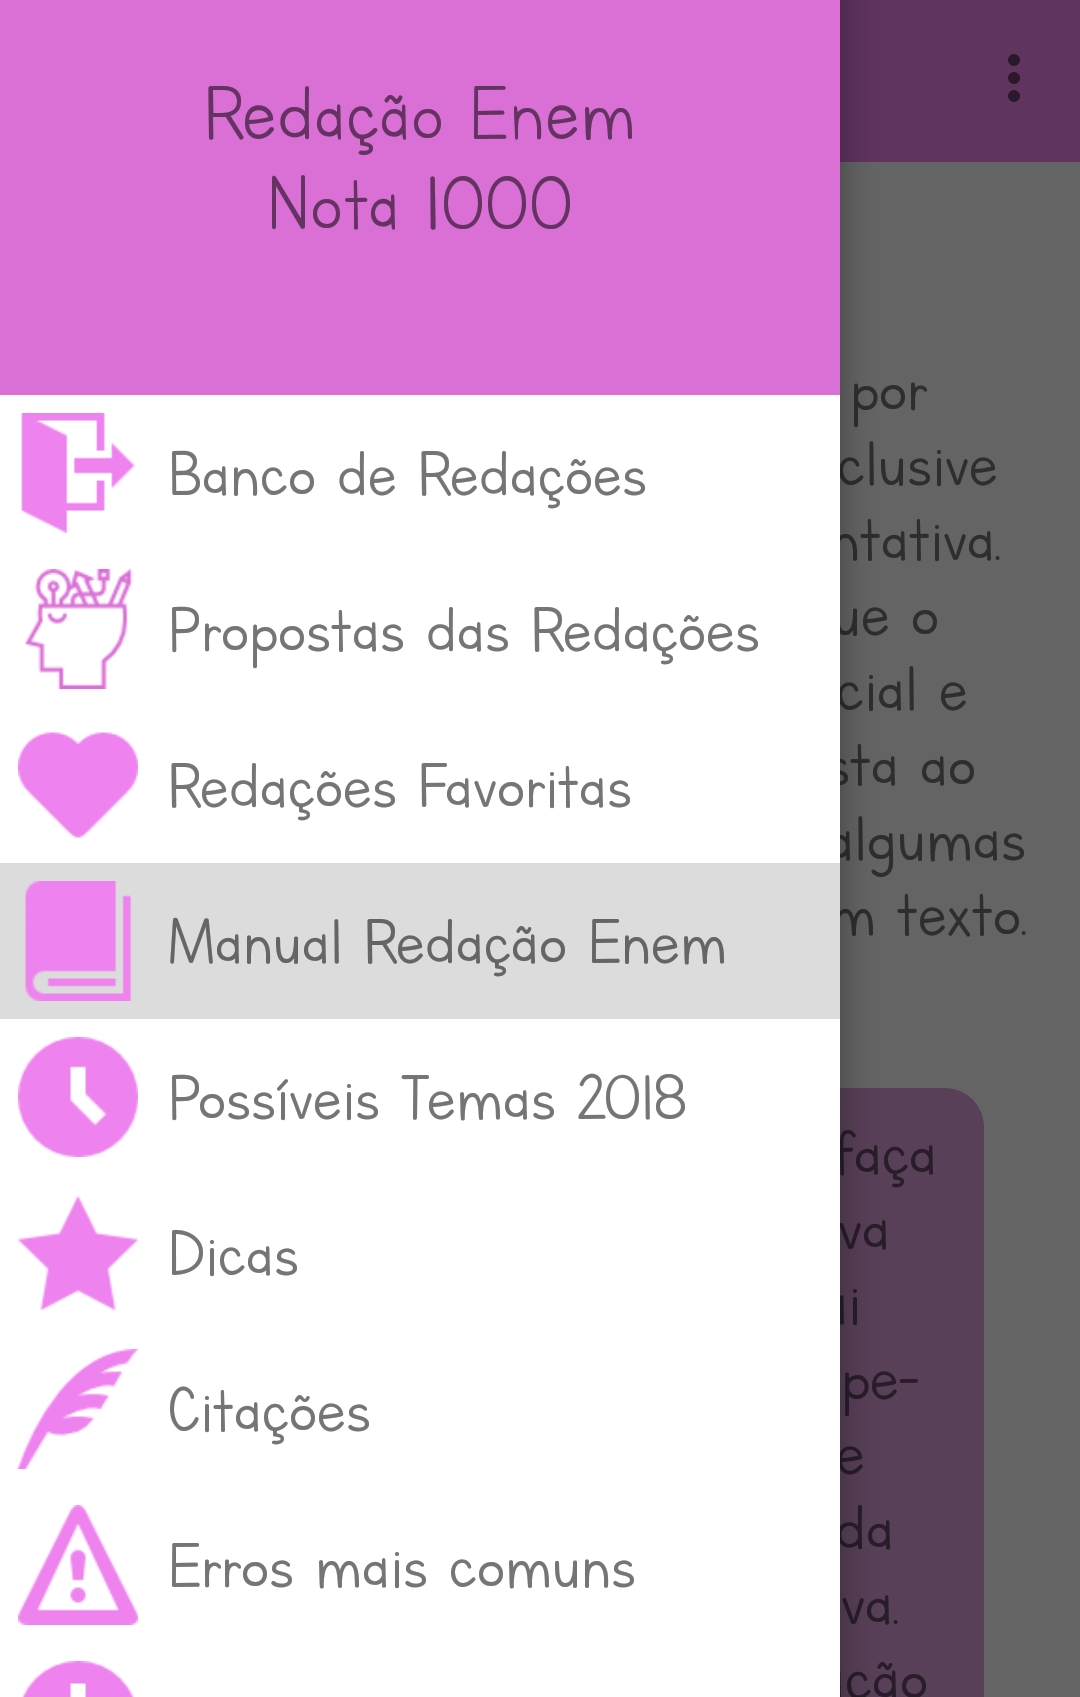 Redação Enem
Nota 1000
Banco de Redações
Propostas das Redações
Redações Favoritas
Manual Redação Enem
Possíveis Temas 2018
Dicas
Citações
Erros mais comuns
por
clusive
ntativa.
ue o
cial e
sta ao
algumas
m texto.
faça
va
ii
pe-
e
da
va.
ção